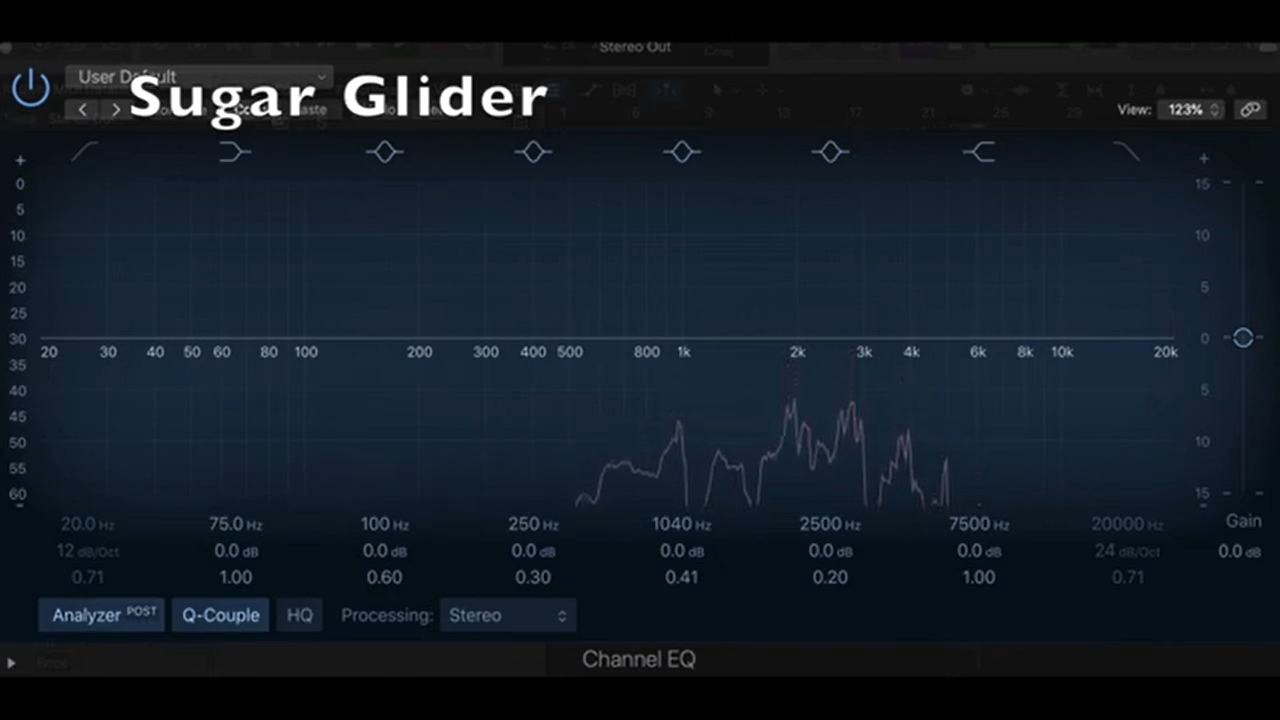 Stereo Out
User Default
Sugar Glider
View: 123%
+ +
0 15
5
10 10
15
20 5
25
30 0
20 30 40 50 60 80 100 200 300 400 500 800 1k 2k 3k 4k 6k 8k 10k 20k
35
40 5
45
50 10
55
60 15
-
20.0 Hz 75.0 Hz 100 Hz 250 Hz 1040 Hz 2500 Hz 7500 Hz 20000 Hz Gain
12 dB/Oct 0.0 dB 0.0 dB 0.0 dB 0.0 dB 0.0 dB 0.0 dB 24 dB/Oct 0.0 dB
0.71 1.00 0.60 0.30 0.41 0.20 1.00 0.71
Analyzer POST Q-Couple HQ Processing: Stereo
Channel EQ